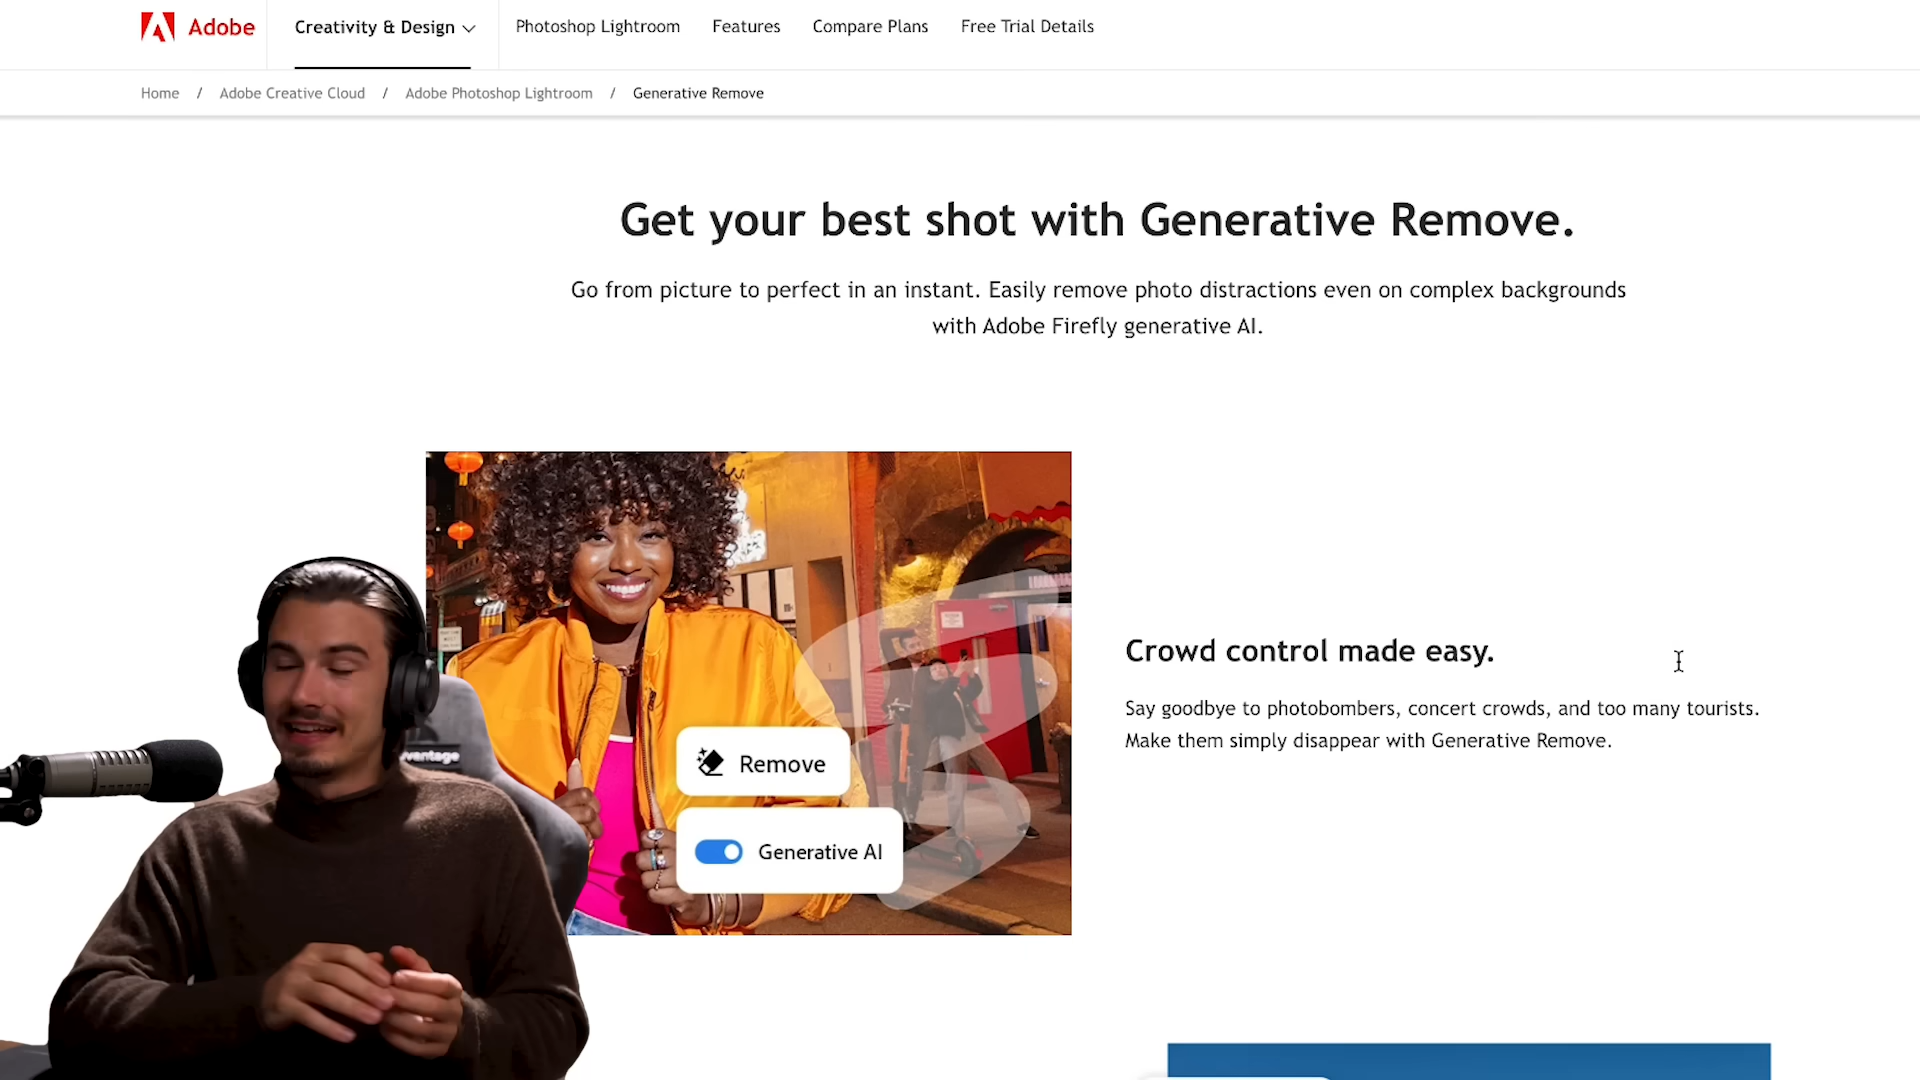 Adobe
Creativity & Design
Photoshop Lightroom
Features
Compare Plans
Free Trial Details
Home / Adobe Creative Cloud / Adobe Photoshop Lightroom / Generative Remove
Get your best shot with Generative Remove.
Go from picture to perfect in an instant. Easily remove photo distractions even on complex backgrounds
with Adobe Firefly generative AI.
Crowd control made easy.
Say goodbye to photobombers, concert crowds, and too many tourists.
Make them simply disappear with Generative Remove.
Remove
Generative AI